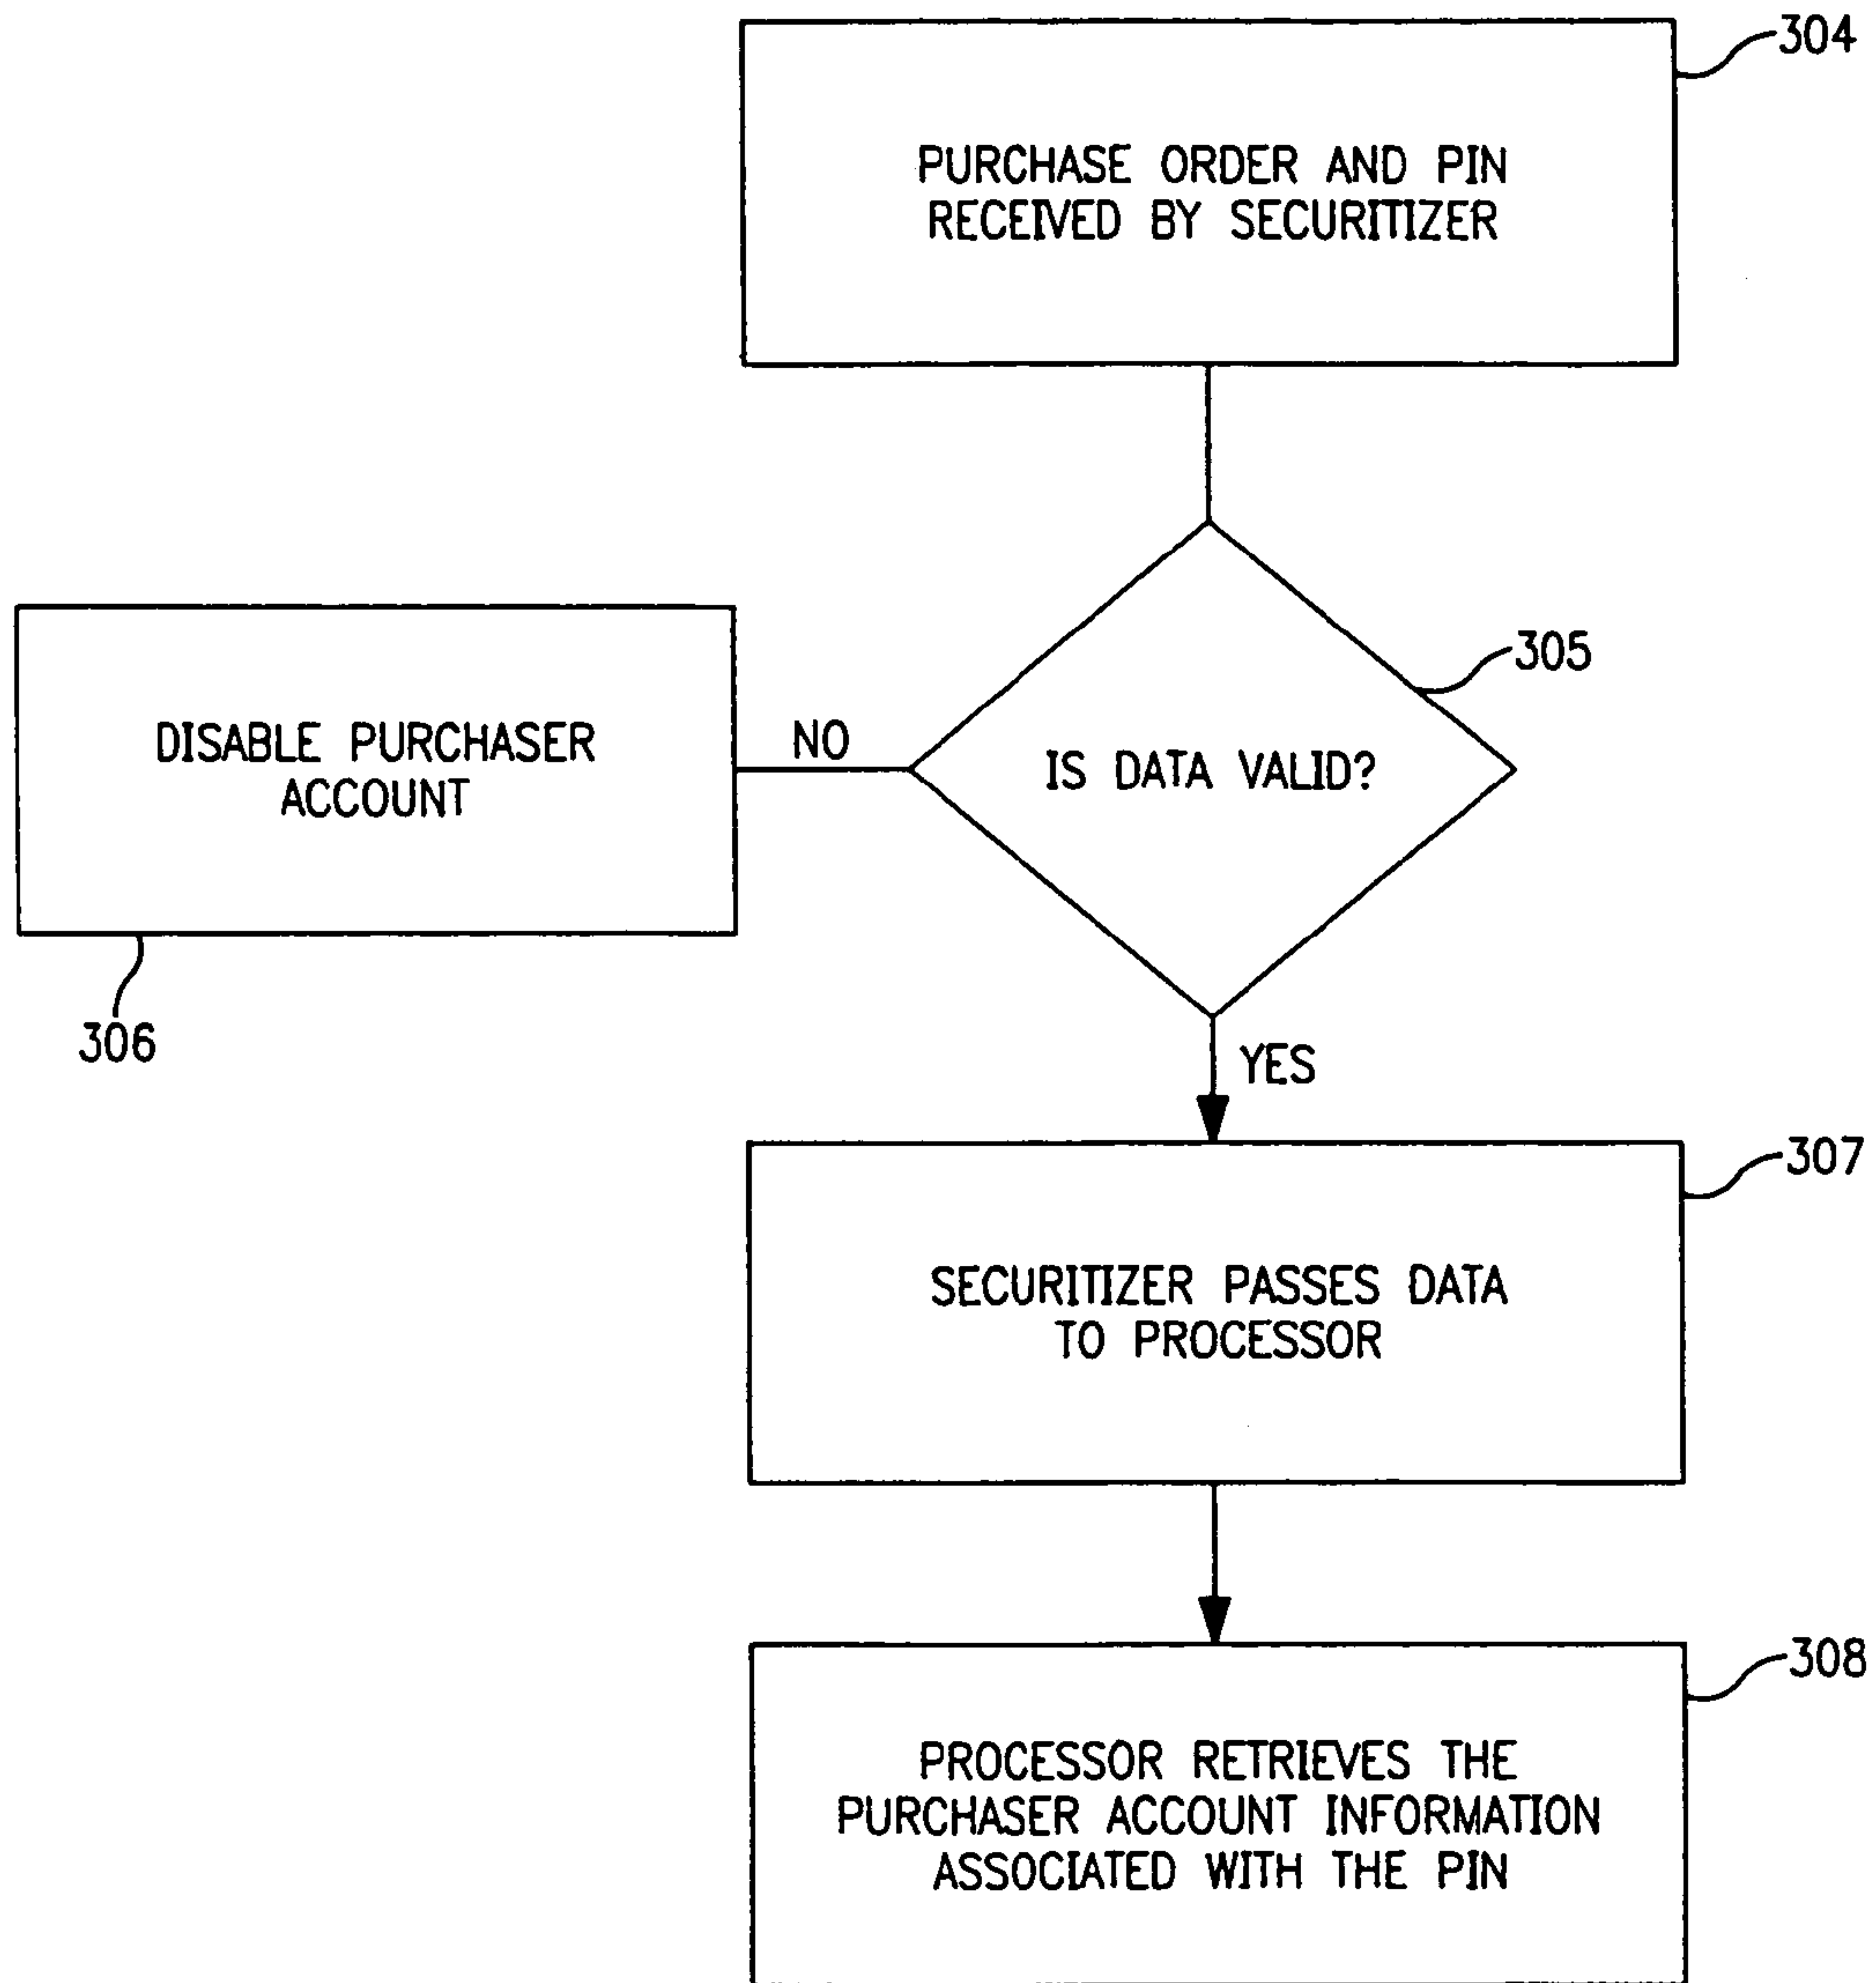 304
PURCHASE ORDER AND PIN
RECEIVED BY SECURITIZER
305
IS DATA VALID?
NO
DISABLE PURCHASER
ACCOUNT
306
YES
307
SECURITIZER PASSES DATA
TO PROCESSOR
308
PROCESSOR RETRIEVES THE
PURCHASER ACCOUNT INFORMATION
ASSOCIATED WITH THE PIN